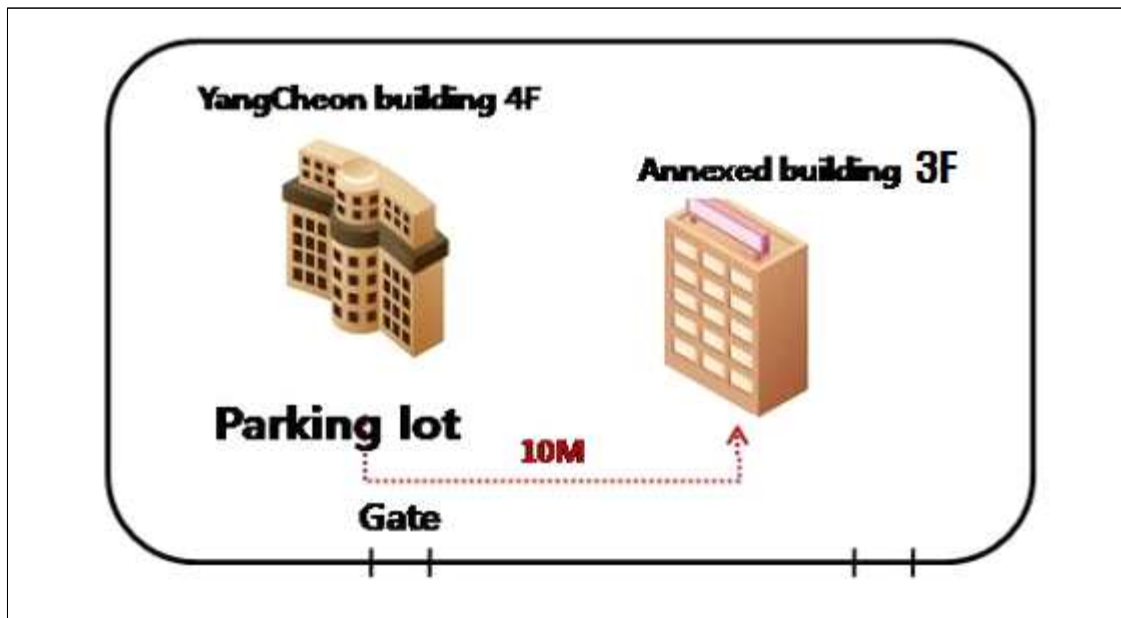 YangCheon building 4F
Annexed building 3F
Parking lot
10M
Gate